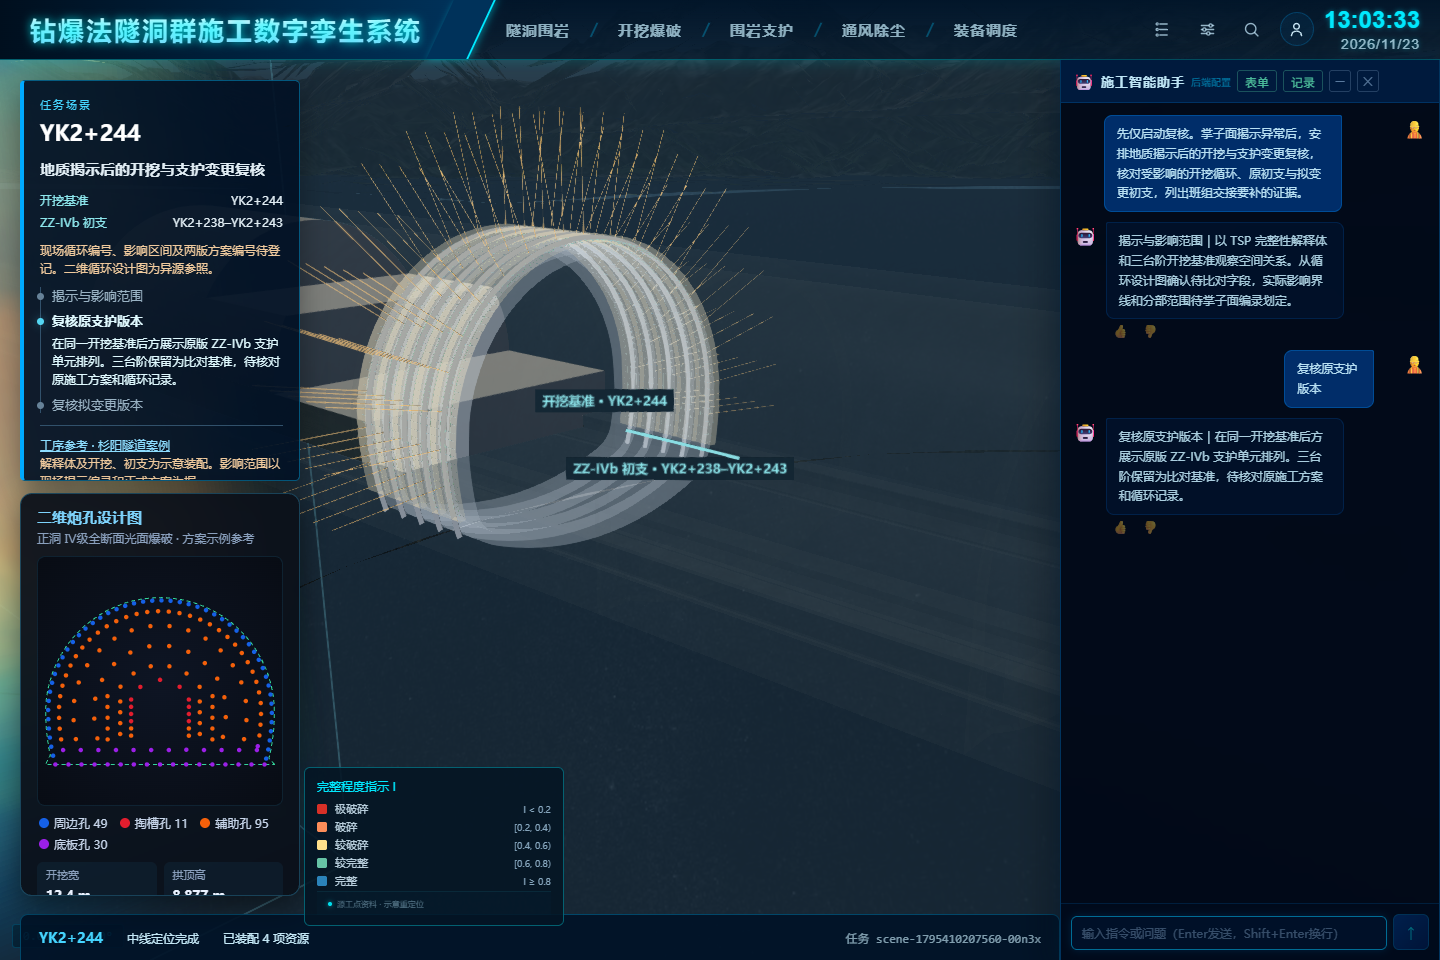 钻爆法隧洞群施工数字孪生系统
隧洞围岩 / 开挖爆破 / 围岩支护 / 通风除尘 / 装备调度
13:03:33
2026/11/23
任务场景
YK2+244
地质揭示后的开挖与支护变更复核
开挖基准 YK2+244
ZZ-IVb 初支 YK2+238—YK2+243
现场循环编号、影响区间及两版方案编号待登
记。二维循环设计图为异源参照。
揭示与影响范围
复核原支护版本
在同一开挖基准后方展示原版 ZZ-IVb 支护
单元排列。三台阶保留为比对基准，待核对
原施工方案和循环记录。
复核拟变更版本
工序参考 · 杉阳隧道案例
解释体及开挖、初支为示意装配。影响范围以
二维炮孔设计图
正洞 IV级全断面光面爆破 · 方案示例参考
周边孔 49 掏槽孔 11 辅助孔 95
底板孔 30
开挖宽 拱顶高
12.4 m 8.877 m
开挖基准 • YK2+244
ZZ-IVb 初支 • YK2+238—YK2+243
完整程度指示 I
极破碎 I < 0.2
破碎 [0.2, 0.4)
较破碎 [0.4, 0.6)
较完整 [0.6, 0.8)
完整 I ≥ 0.8
源工点资料 · 示意重定位
YK2+244 中线定位完成 已装配 4 项资源
任务 scene-1795410207560-00n3x
施工智能助手 后端配置 表单 记录
先仅启动复核。掌子面揭示异常后，安
排地质揭示后的开挖与支护变更复核，
核对受影响的开挖循环、原初支与拟变
更初支，列出班组交接要补的证据。
揭示与影响范围 | 以 TSP 完整性解释体
和三台阶开挖基准观察空间关系。从循
环设计图确认待比对字段，实际影响界
线和分部范围待掌子面编录划定。
复核原支护
版本
复核原支护版本 | 在同一开挖基准后方
展示原版 ZZ-IVb 支护单元排列。三台
阶保留为比对基准，待核对原施工方案
和循环记录。
输入指令或问题（Enter发送，Shift+Enter换行）